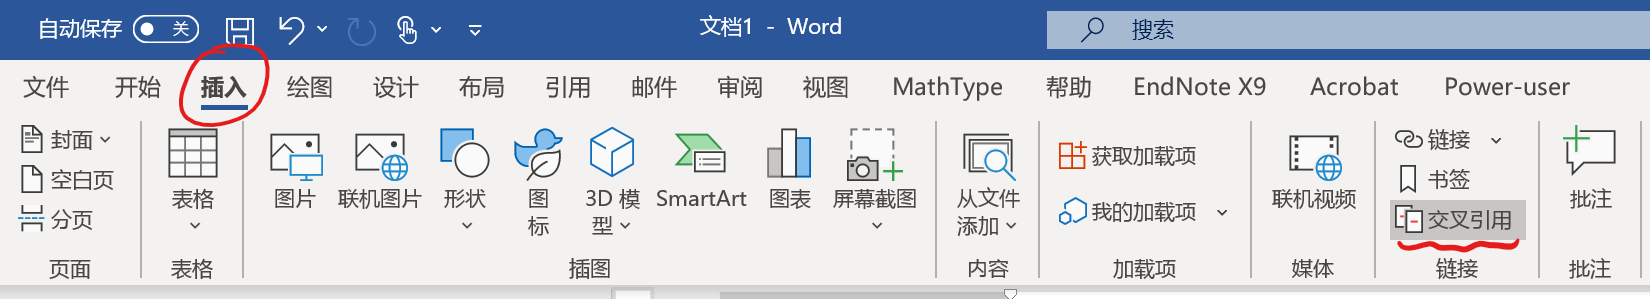 自动保存 关 文档1 - Word 搜索
文件 开始 插入 绘图 设计 布局 引用 邮件 审阅 视图 MathType 帮助 EndNote X9 Acrobat Power-user
封面
空白页
分页
页面
表格
表格
图片
联机图片
形状
图
标
3D 模
型
SmartArt
图表
屏幕截图
插图
从文件
添加
内容
获取加载项
我的加载项
加载项
联机视频
媒体
链接
书签
交叉引用
链接
批注
批注